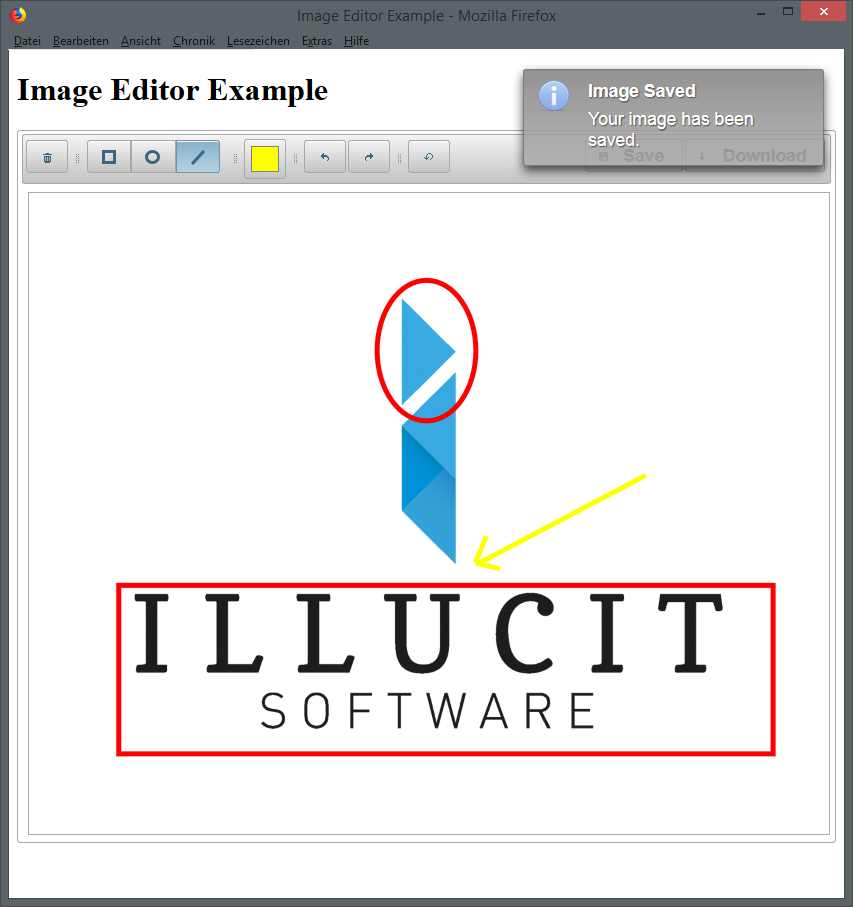 Image Editor Example - Mozilla Firefox
Datei Bearbeiten Ansicht Chronik Lesezeichen Extras Hilfe
Image Editor Example
Image Saved
Your image has been
saved.
Save Download
ILLUCIT
SOFTWARE